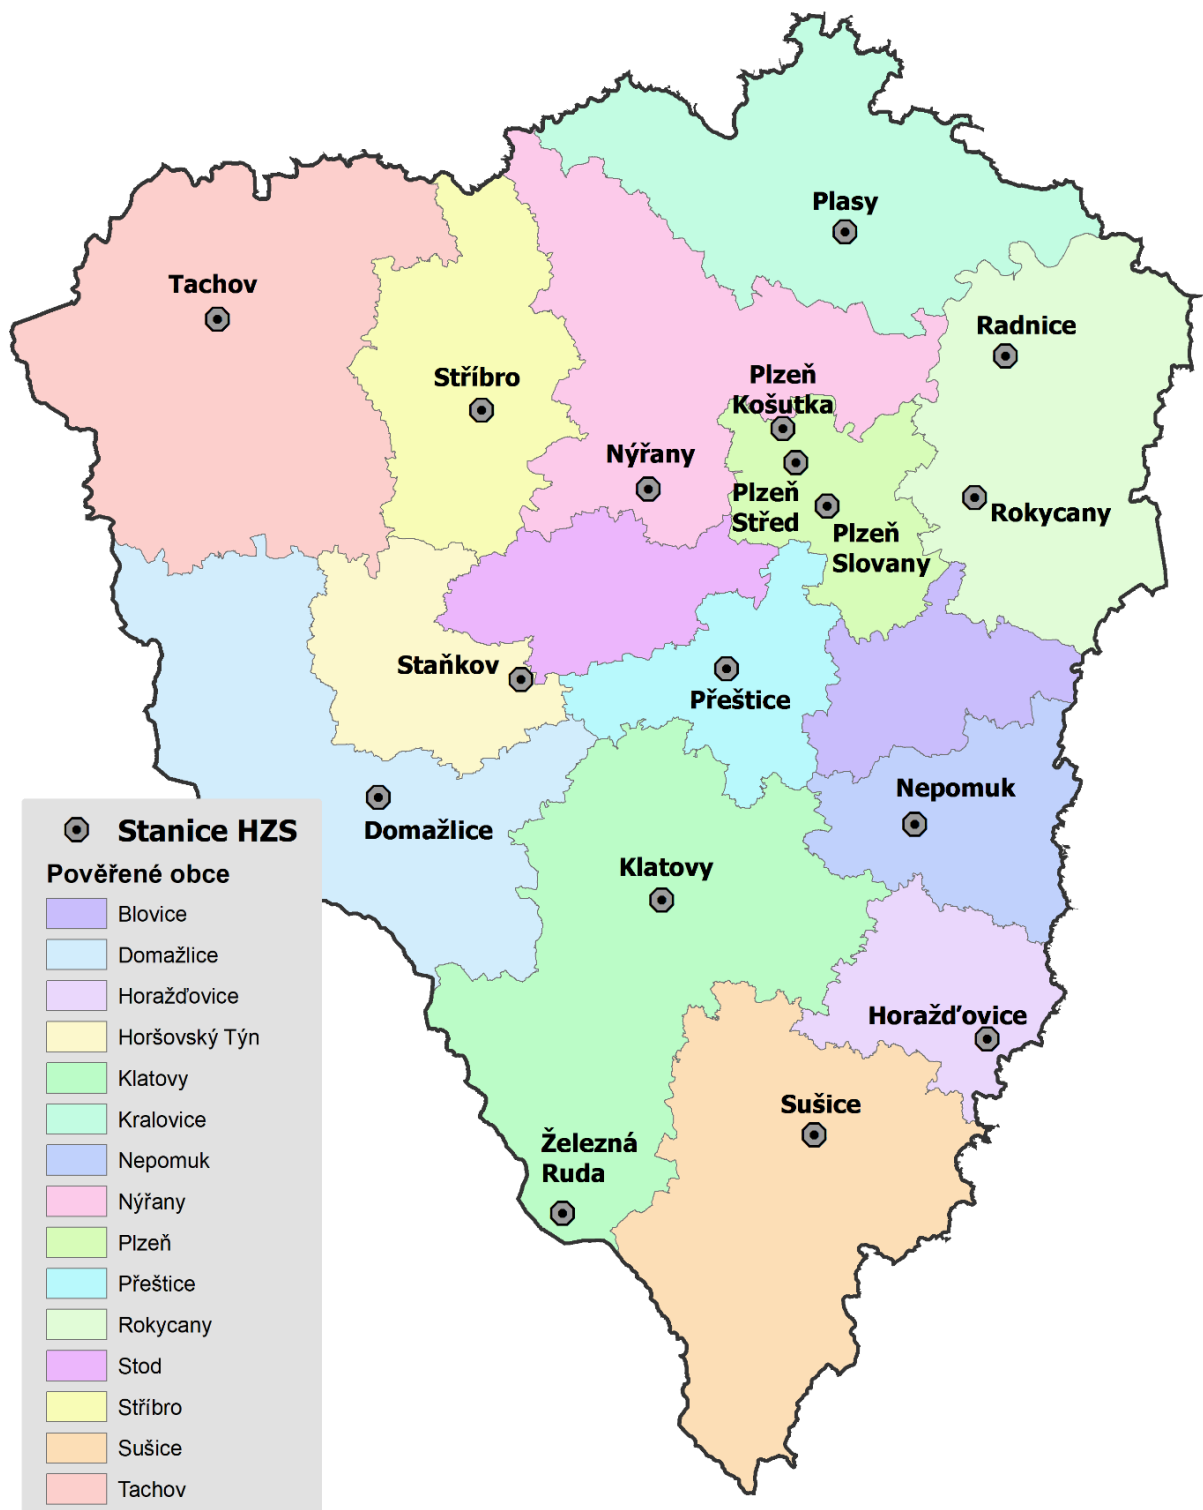 Plasy
Tachov
Radnice
Stříbro
Plzeň
Košutka
Nýřany
Plzeň
Střed
Rokycany
Plzeň
Slovany
Staňkov
Přeštice
Nepomuk
Domažlice
Klatovy
Horažďovice
Sušice
Železná
Ruda
Stanice HZS
Pověřené obce
Blovice
Domažlice
Horažďovice
Horšovský Týn
Klatovy
Kralovice
Nepomuk
Nýřany
Plzeň
Přeštice
Rokycany
Stod
Stříbro
Sušice
Tachov